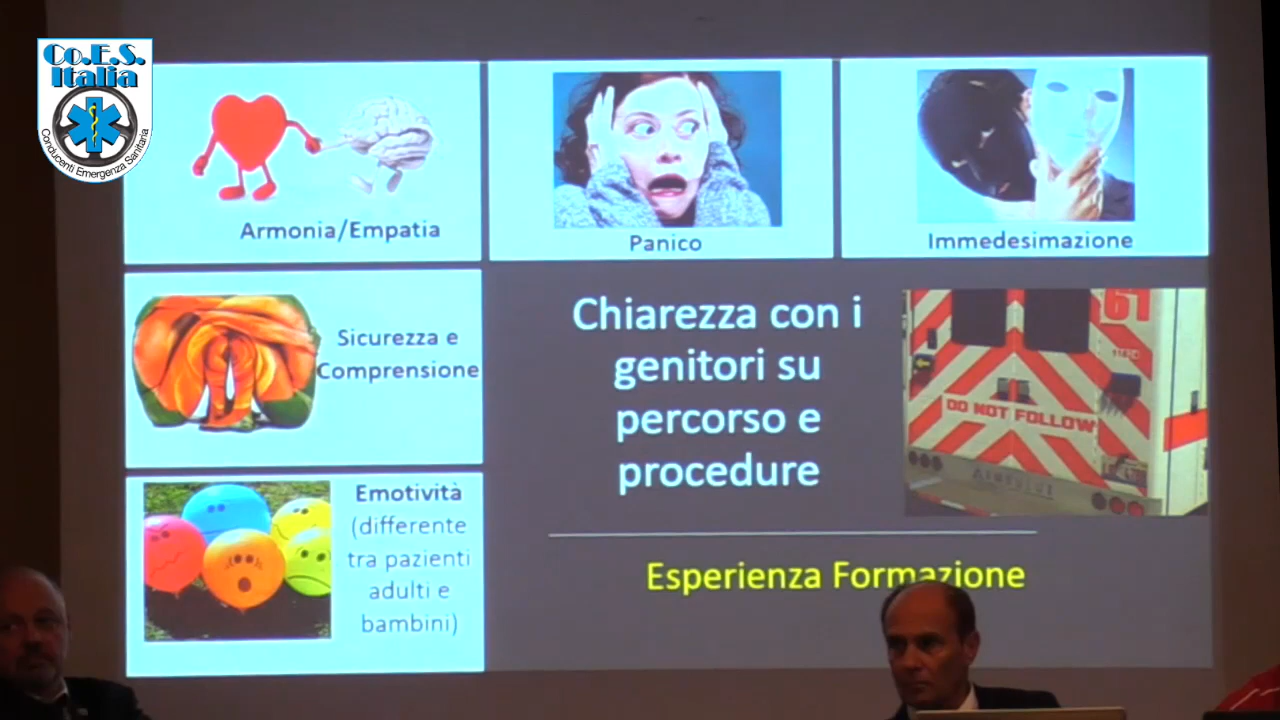 Co.E.S.
Italia
Conducenti Emergenza Sanitaria
Armonia/Empatia
Panico
Immedesimazione
Sicurezza e
Comprensione
Chiarezza con i
genitori su
percorso e
procedure
61
DO NOT FOLLOW
Emotività
(differente
tra pazienti
adulti e
bambini)
Esperienza Formazione